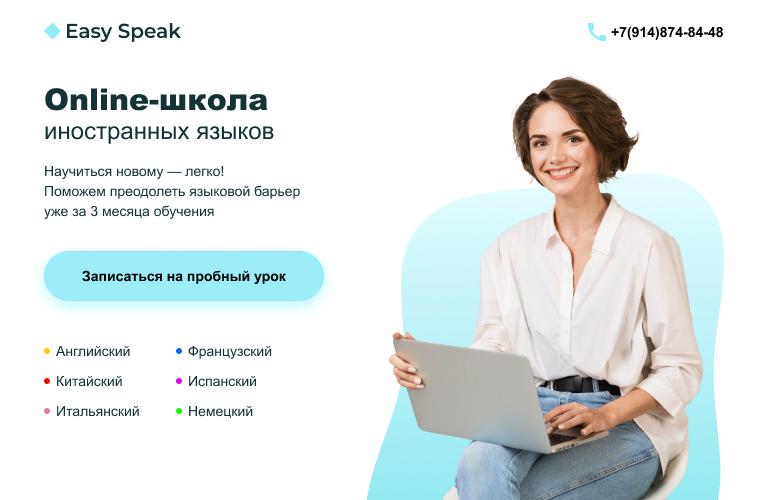 Easy Speak
+7(914)874-84-48
Online-школа
иностранных языков
Научиться новому — легко!
Поможем преодолеть языковой барьер
уже за 3 месяца обучения
Записаться на пробный урок
Английский
Французский
Китайский
Испанский
Итальянский
Немецкий